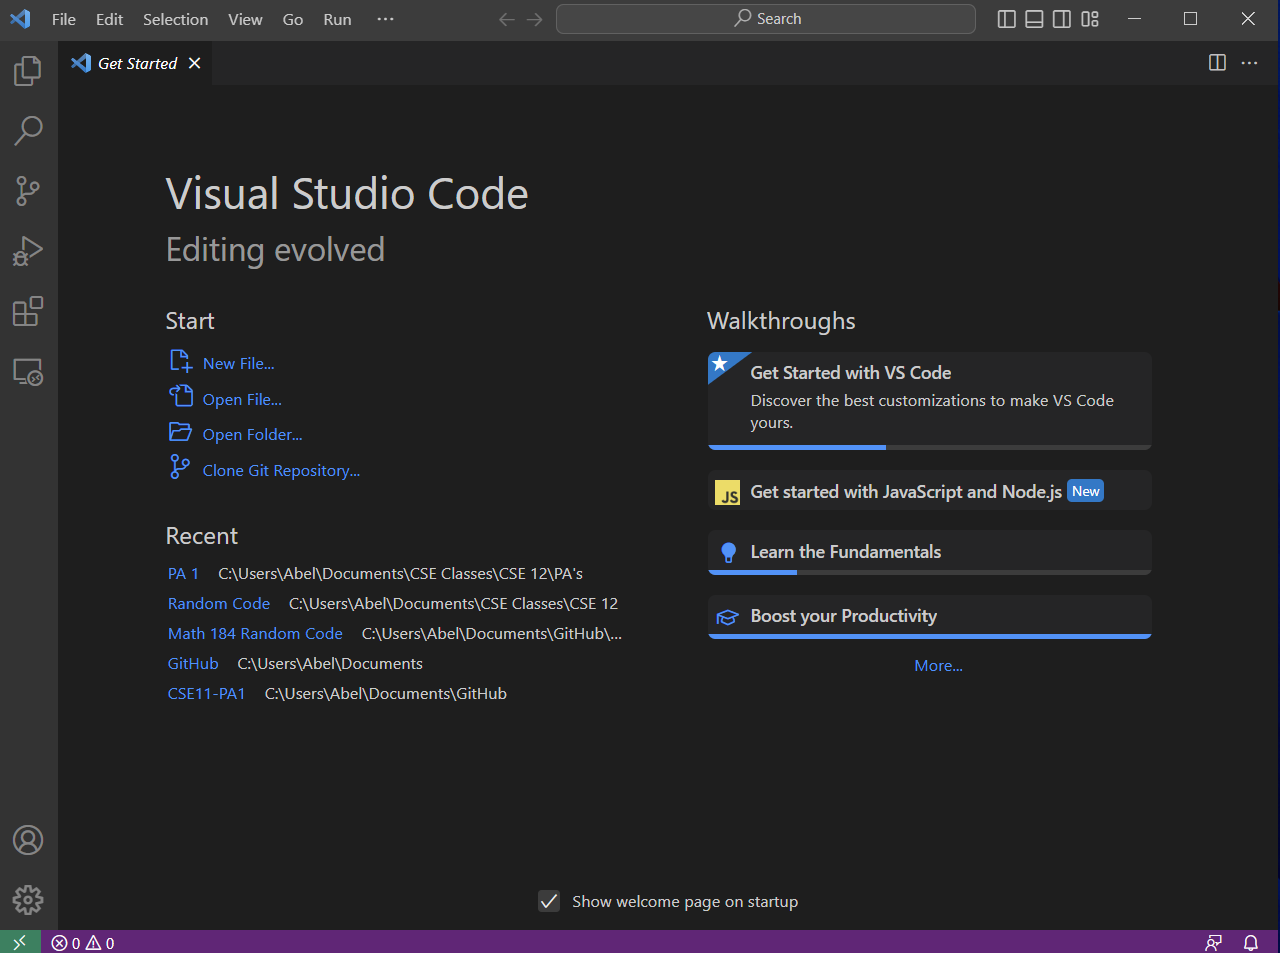 File Edit Selection View Go Run ··· Search
Get Started
Visual Studio Code
Editing evolved
Start
New File...
Open File...
Open Folder...
Clone Git Repository...
Recent
PA 1 C:\Users\Abel\Documents\CSE Classes\CSE 12\PA's
Random Code C:\Users\Abel\Documents\CSE Classes\CSE 12
Math 184 Random Code C:\Users\Abel\Documents\GitHub\...
GitHub C:\Users\Abel\Documents
CSE11-PA1 C:\Users\Abel\Documents\GitHub
Walkthroughs
Get Started with VS Code
Discover the best customizations to make VS Code
yours.
JS Get started with JavaScript and Node.js New
Learn the Fundamentals
Boost your Productivity
More...
Show welcome page on startup
0 0